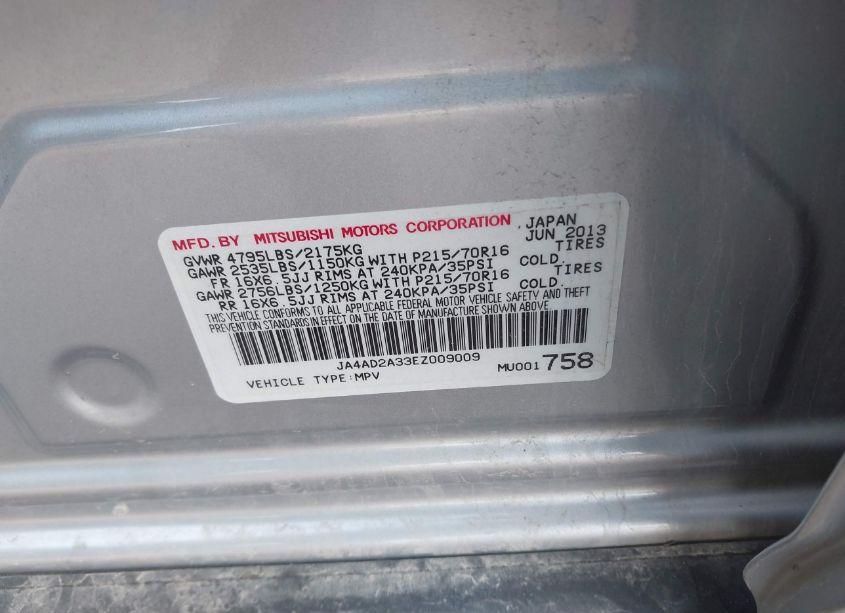 MFD. BY MITSUBISHI MOTORS CORPORATION . JAPAN
GVWR 4795LBS/2175KG JUN 2013
GAWR 2535LBS/1150KG WITH P215/70R16 TIRES
FR 16X6.5JJ RIMS AT 240KPA/35PSI COLD.
GAWR 2756LBS/1250KG WITH P215/70R16 TIRES
RR 16X6.5JJ RIMS AT 240KPA/35PSI COLD.
THIS VEHICLE CONFORMS TO ALL APPLICABLE FEDERAL MOTOR VEHICLE SAFETY AND THEFT
PREVENTION STANDARDS IN EFFECT ON THE DATE OF MANUFACTURE SHOWN ABOVE.
JA4AD2A33EZ009009
VEHICLE TYPE:MPV MU001 758